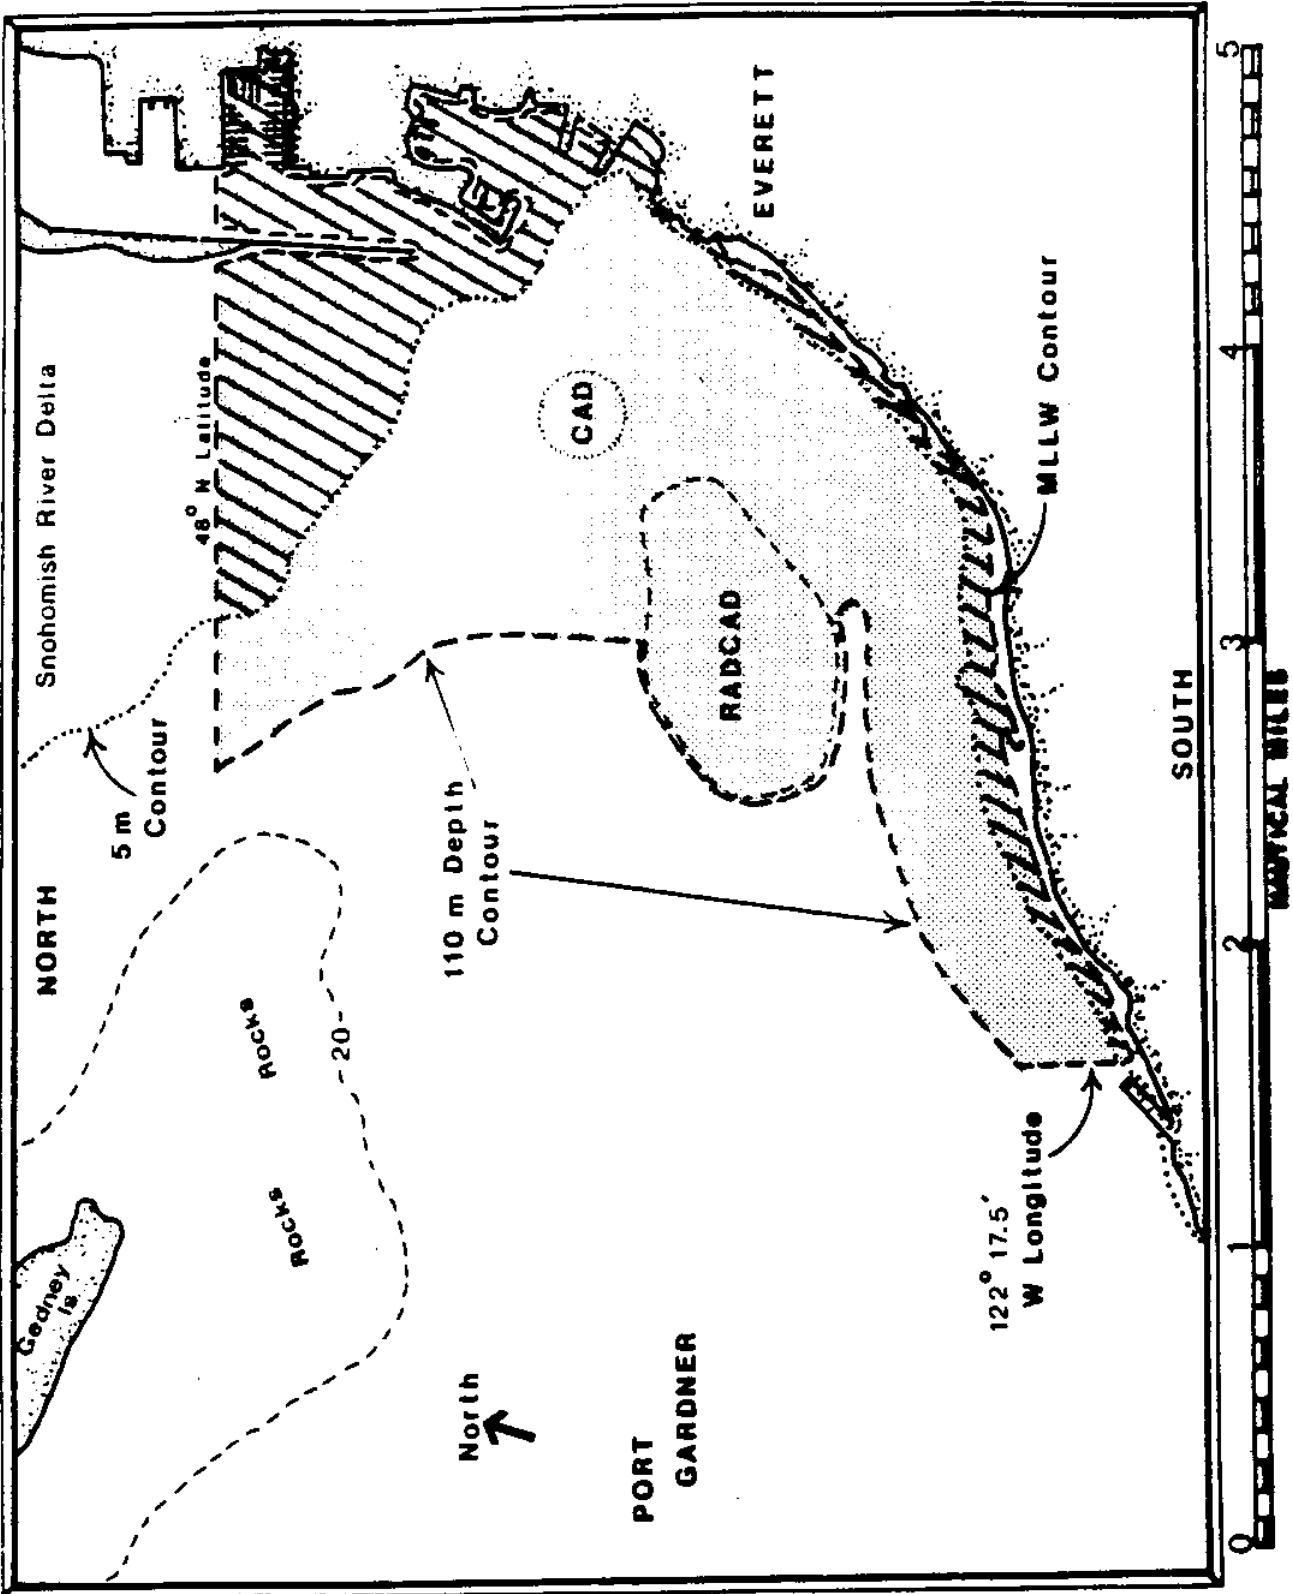 NORTH
Snohomish River Delta
5 m
Contour
48° N Latitude
Gedney
Is.
ROCKS
ROCKS
20
110 m Depth
Contour
CAD
RADCAD
EVERETT
North
PORT
GARDNER
MLLW Contour
122° 17.5′
W Longitude
SOUTH
0 1 2 3 4 5
NAUTICAL MILES